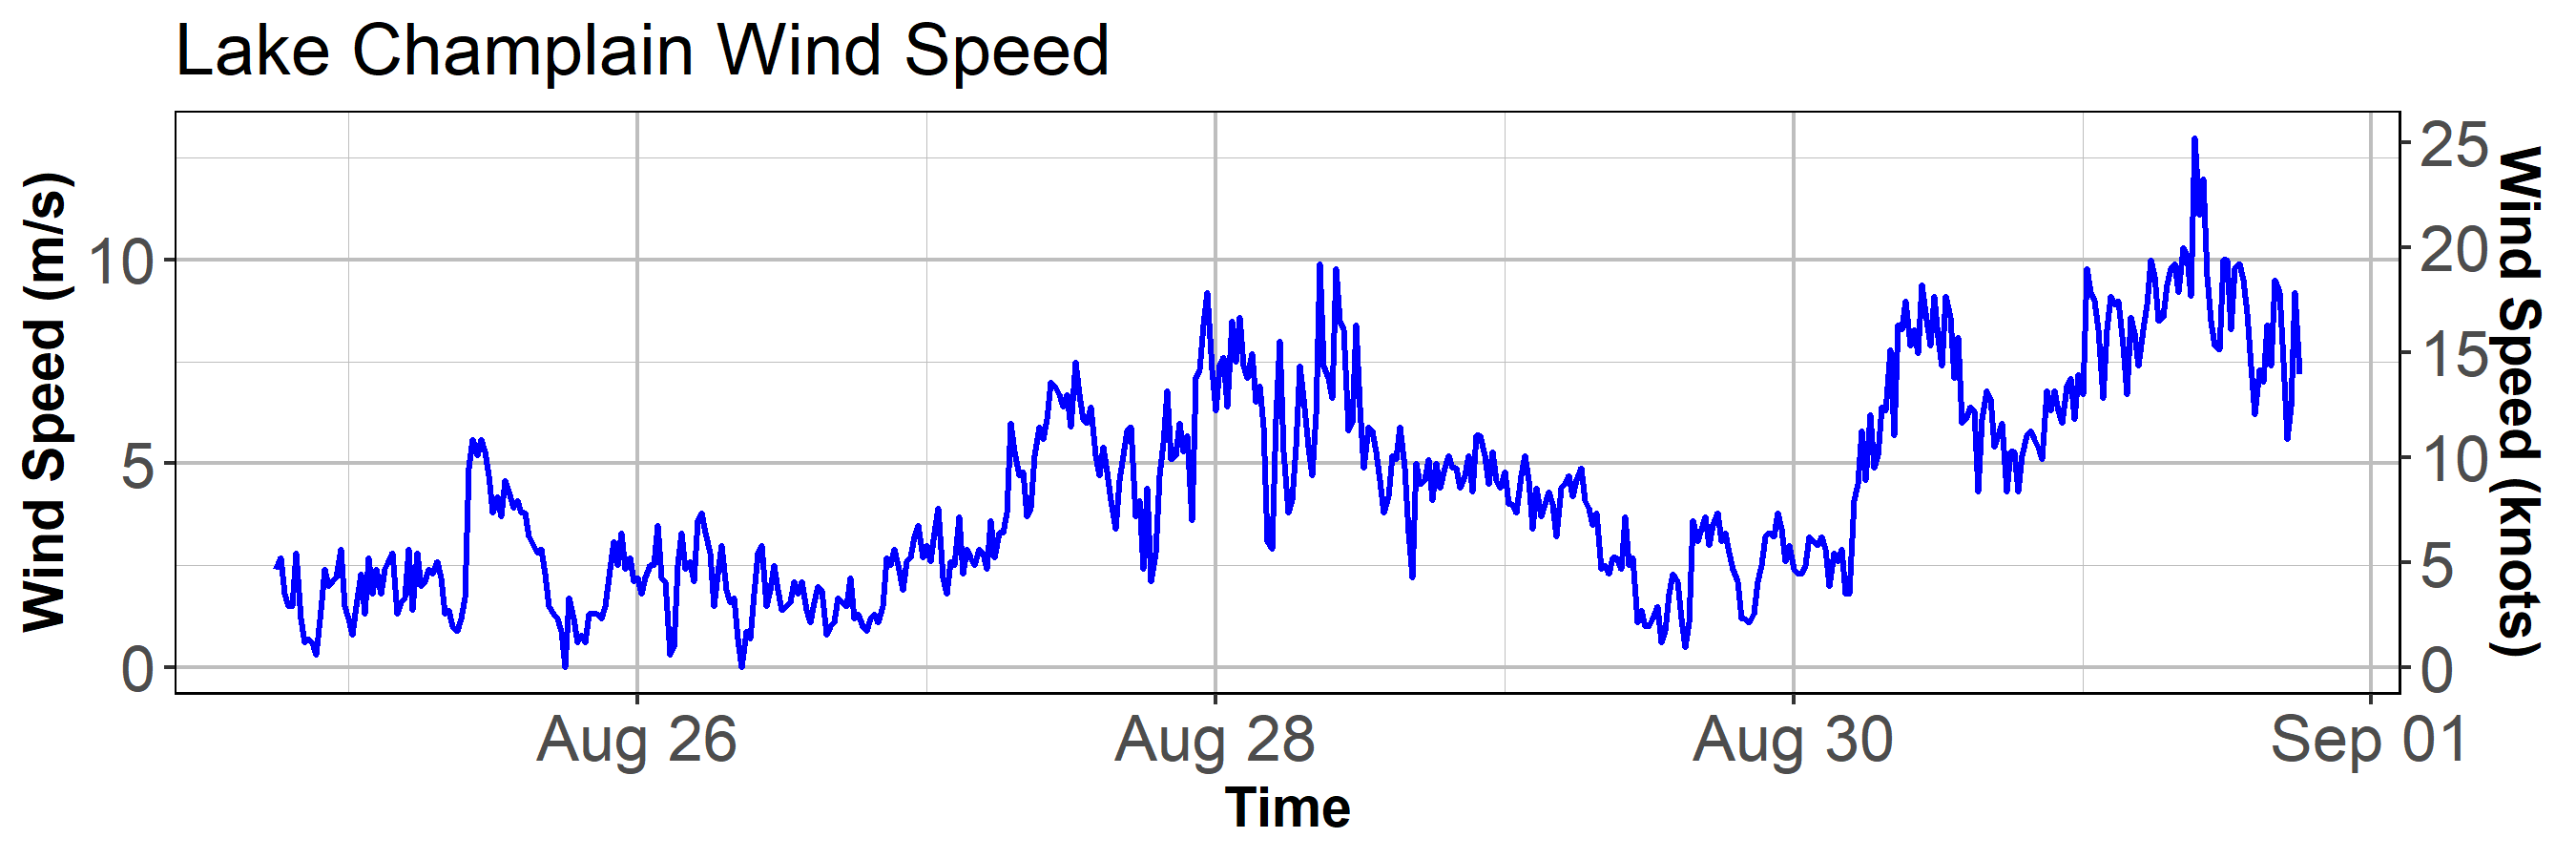 Lake Champlain Wind Speed
Wind Speed (m/s)
10
5
0
25
20
15
10
5
0
Wind Speed (knots)
Aug 26
Aug 28
Aug 30
Sep 01
Time